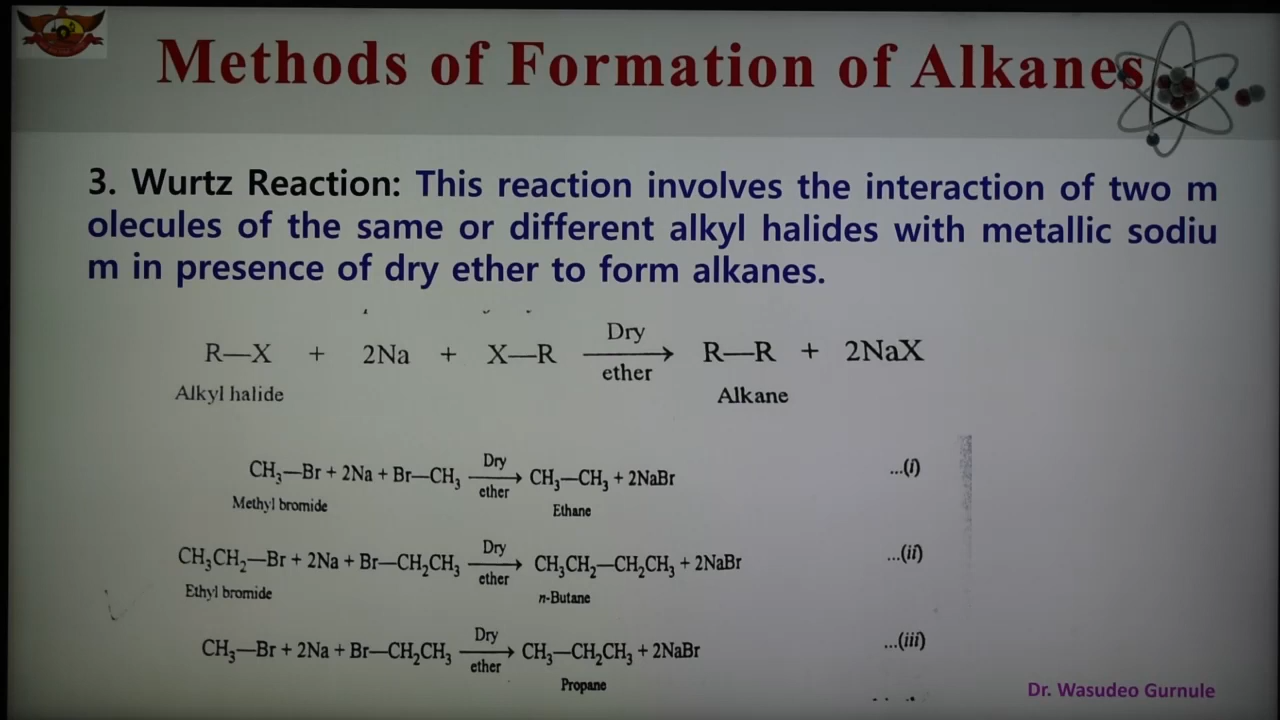 Methods of Formation of Alkanes
3. Wurtz Reaction: This reaction involves the interaction of two m
olecules of the same or different alkyl halides with metallic sodiu
m in presence of dry ether to form alkanes.
R—X + 2Na + X—R Dry ether → R—R + 2NaX
Alkyl halide Alkane
CH₃—Br + 2Na + Br—CH₃ Dry ether → CH₃—CH₃ + 2NaBr ...(i)
Methyl bromide Ethane
CH₃CH₂—Br + 2Na + Br—CH₂CH₃ Dry ether → CH₃CH₂—CH₂CH₃ + 2NaBr ...(ii)
Ethyl bromide n-Butane
CH₃—Br + 2Na + Br—CH₂CH₃ Dry ether → CH₃—CH₂CH₃ + 2NaBr ...(iii)
Propane
Dr. Wasudeo Gurnule